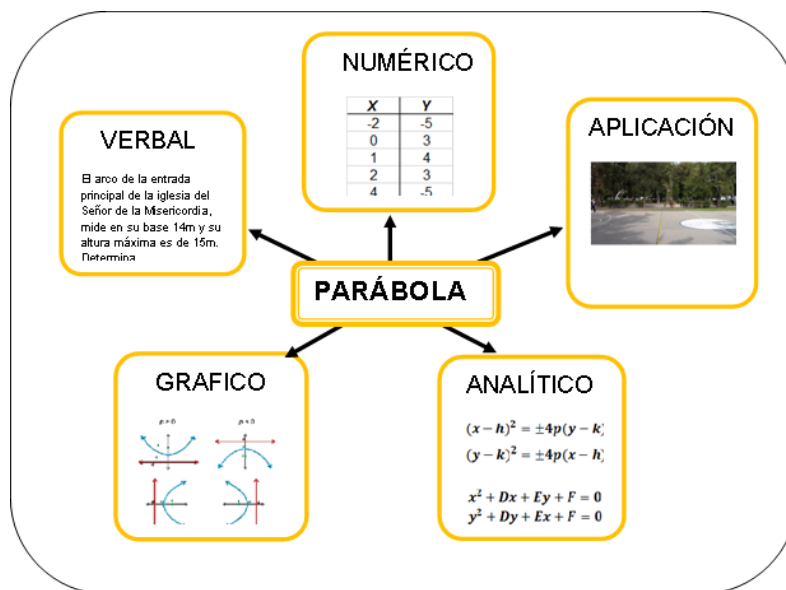 NUMÉRICO
X Y
-2 -5
0 3
1 4
2 3
4 -5
VERBAL
El arco de la entrada
principal de la iglesia del
Señor de la Misericordia,
mide en su base 14m y su
altura máxima es de 15m.
Determina
APLICACIÓN
PARÁBOLA
GRAFICO
ANALÍTICO
(x − h)² = ±4p(y − k)
(y − k)² = ±4p(x − h)
x² + Dx + Ey + F = 0
y² + Dy + Ex + F = 0